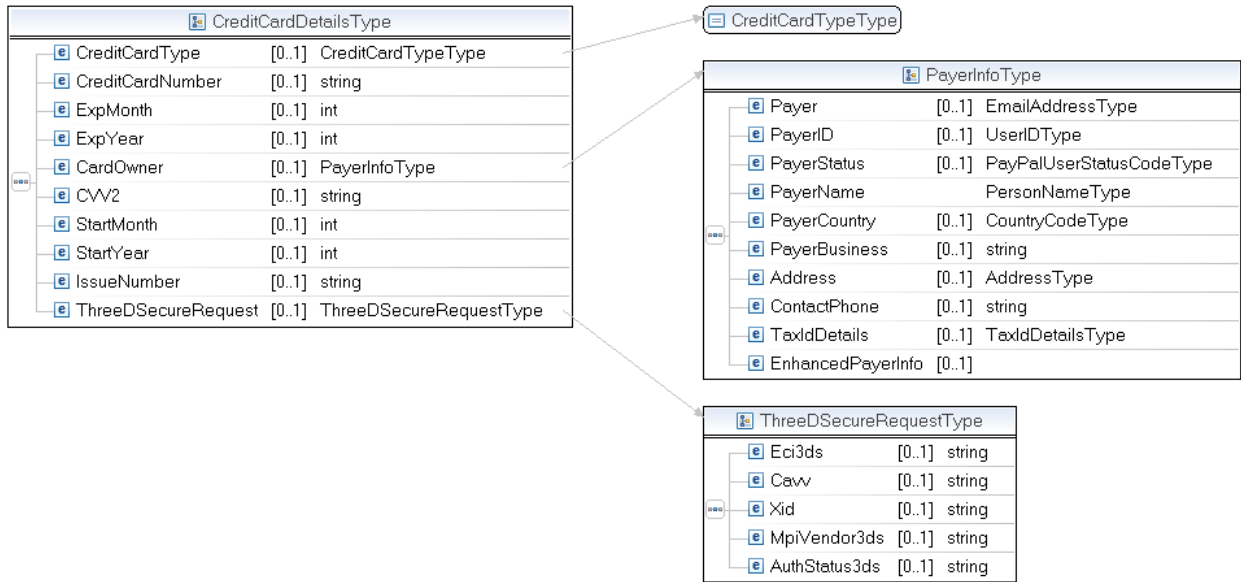 CreditCardDetailsType
CreditCardType [0..1] CreditCardTypeType
CreditCardNumber [0..1] string
ExpMonth [0..1] int
ExpYear [0..1] int
CardOwner [0..1] PayerInfoType
CVV2 [0..1] string
StartMonth [0..1] int
StartYear [0..1] int
IssueNumber [0..1] string
ThreeDSecureRequest [0..1] ThreeDSecureRequestType
CreditCardTypeType
PayerInfoType
Payer [0..1] EmailAddressType
PayerID [0..1] UserIDType
PayerStatus [0..1] PayPalUserStatusCodeType
PayerName PersonNameType
PayerCountry [0..1] CountryCodeType
PayerBusiness [0..1] string
Address [0..1] AddressType
ContactPhone [0..1] string
TaxIdDetails [0..1] TaxIdDetailsType
EnhancedPayerInfo [0..1]
ThreeDSecureRequestType
Eci3ds [0..1] string
Cavv [0..1] string
Xid [0..1] string
MpiVendor3ds [0..1] string
AuthStatus3ds [0..1] string